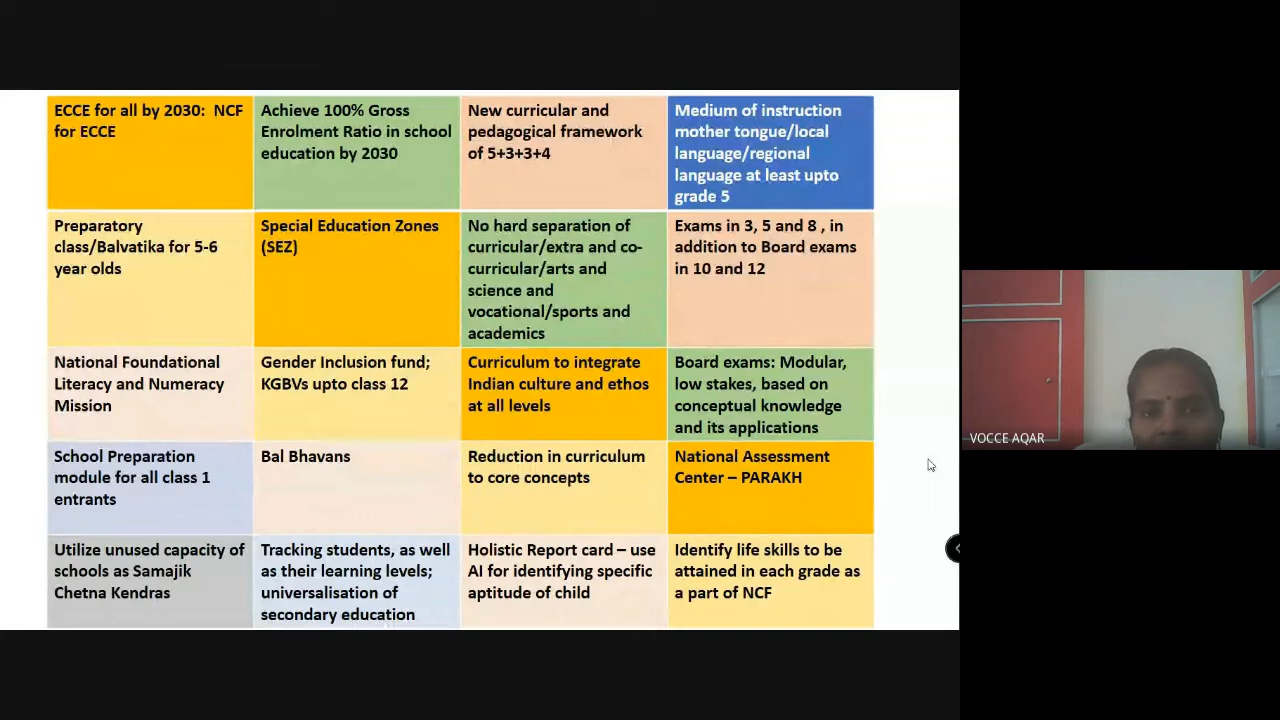 ECCE for all by 2030:  NCF
for ECCE
Achieve 100% Gross
Enrolment Ratio in school
education by 2030
New curricular and
pedagogical framework
of 5+3+3+4
Medium of instruction
mother tongue/local
language/regional
language at least upto
grade 5
Preparatory
class/Balvatika for 5-6
year olds
Special Education Zones
(SEZ)
No hard separation of
curricular/extra and co-
curricular/arts and
science and
vocational/sports and
academics
Exams in 3, 5 and 8 , in
addition to Board exams
in 10 and 12
National Foundational
Literacy and Numeracy
Mission
Gender Inclusion fund;
KGBVs upto class 12
Curriculum to integrate
Indian culture and ethos
at all levels
Board exams: Modular,
low stakes, based on
conceptual knowledge
and its applications
School Preparation
module for all class 1
entrants
Bal Bhavans
Reduction in curriculum
to core concepts
National Assessment
Center – PARAKH
Utilize unused capacity of
schools as Samajik
Chetna Kendras
Tracking students, as well
as their learning levels;
universalisation of
secondary education
Holistic Report card – use
AI for identifying specific
aptitude of child
Identify life skills to be
attained in each grade as
a part of NCF
VOCCE AQAR